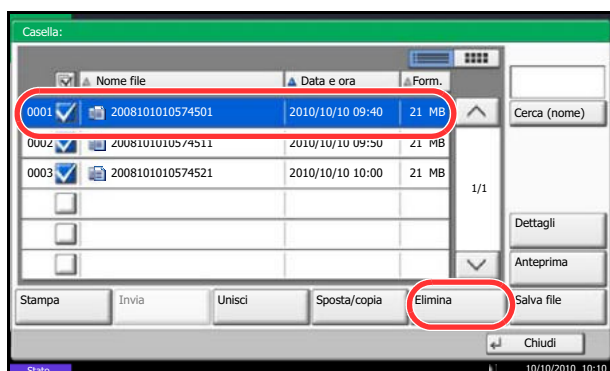 Casella:
Nome file Data e ora Form.
0001 2008101010574501 2010/10/10 09:40 21 MB Cerca (nome)
0002 2008101010574511 2010/10/10 09:50 21 MB
0003 2008101010574521 2010/10/10 10:00 21 MB
1/1
Dettagli
Anteprima
Stampa Invia Unisci Sposta/copia Elimina Salva file
Chiudi
Stato 10/10/2010 10:10